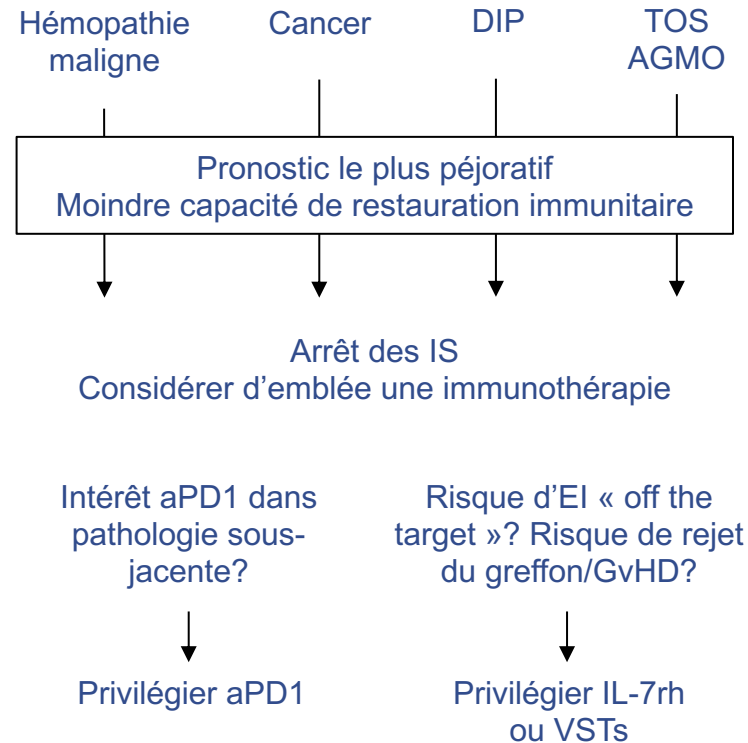 Hémopathie
maligne
Cancer
DIP
TOS
AGMO
Pronostic le plus péjoratif
Moindre capacité de restauration immunitaire
Arrêt des IS
Considérer d’emblée une immunothérapie
Intérêt aPD1 dans
pathologie sous-
jacente?
Risque d’EI « off the
target »? Risque de rejet
du greffon/GvHD?
Privilégier aPD1
Privilégier IL-7rh
ou VSTs